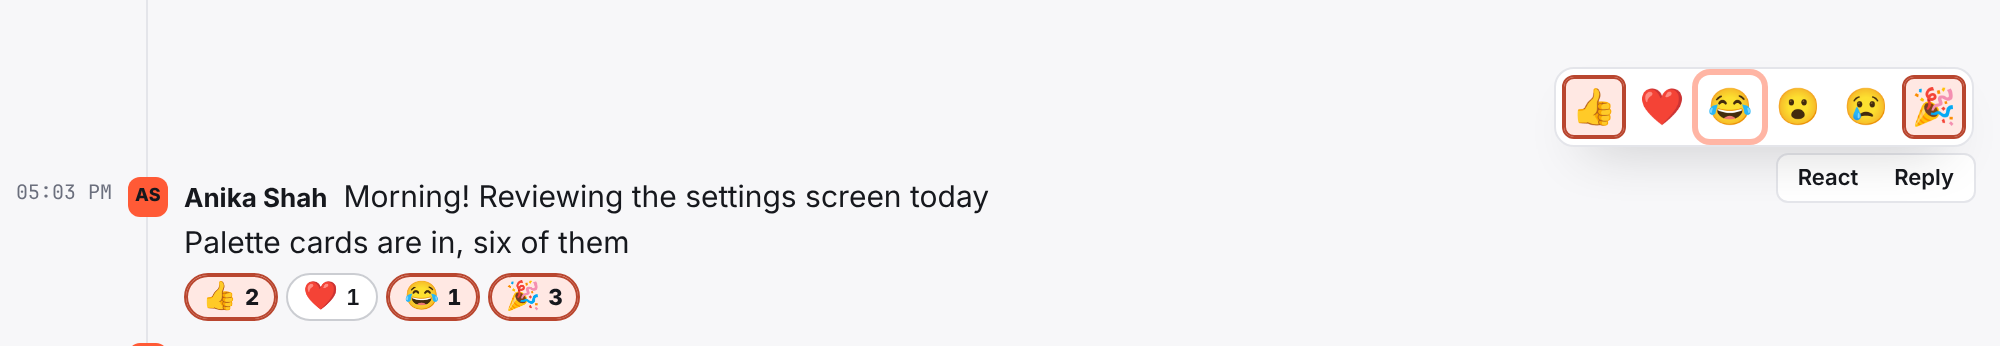 👍 ❤️ 😂 😮 😢 🎉
React Reply
05:03 PM AS Anika Shah Morning! Reviewing the settings screen today
Palette cards are in, six of them
👍 2 ❤️ 1 😂 1 🎉 3